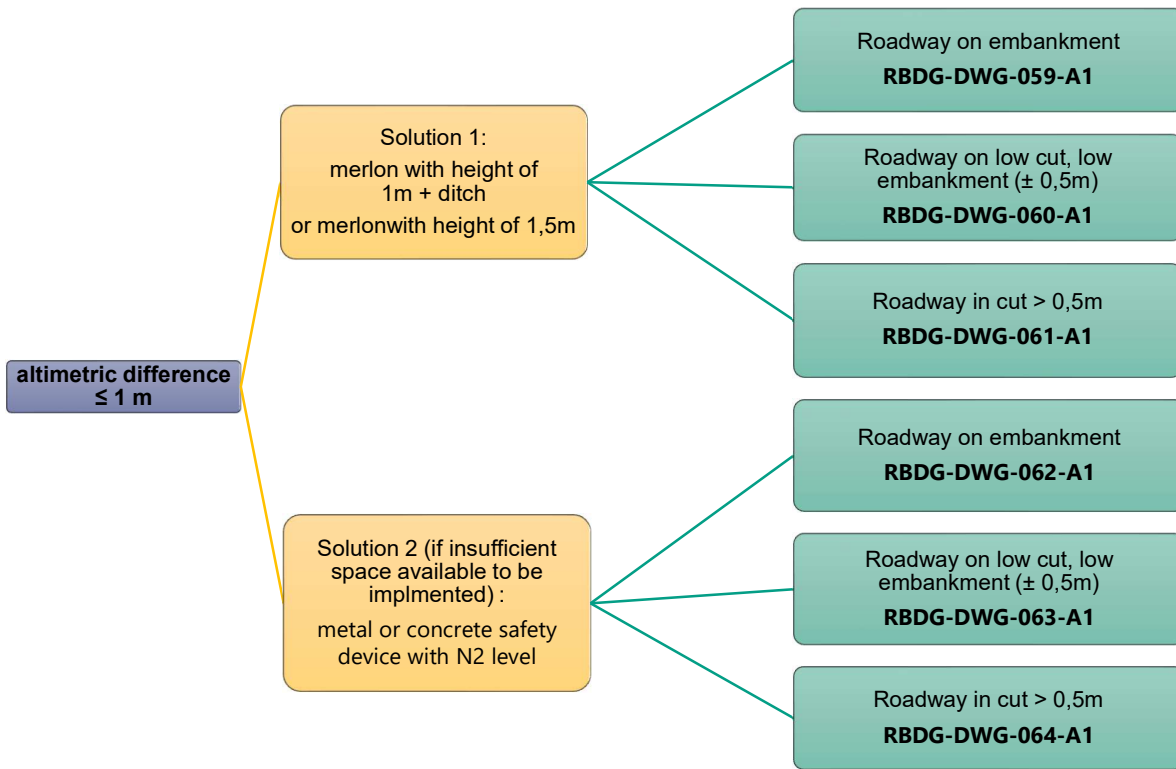 altimetric difference
≤ 1 m
Solution 1:
merlon with height of
1m + ditch
or merlonwith height of 1,5m
Roadway on embankment
RBDG-DWG-059-A1
Roadway on low cut, low
embankment (± 0,5m)
RBDG-DWG-060-A1
Roadway in cut > 0,5m
RBDG-DWG-061-A1
Solution 2 (if insufficient
space available to be
implmented) :
metal or concrete safety
device with N2 level
Roadway on embankment
RBDG-DWG-062-A1
Roadway on low cut, low
embankment (± 0,5m)
RBDG-DWG-063-A1
Roadway in cut > 0,5m
RBDG-DWG-064-A1